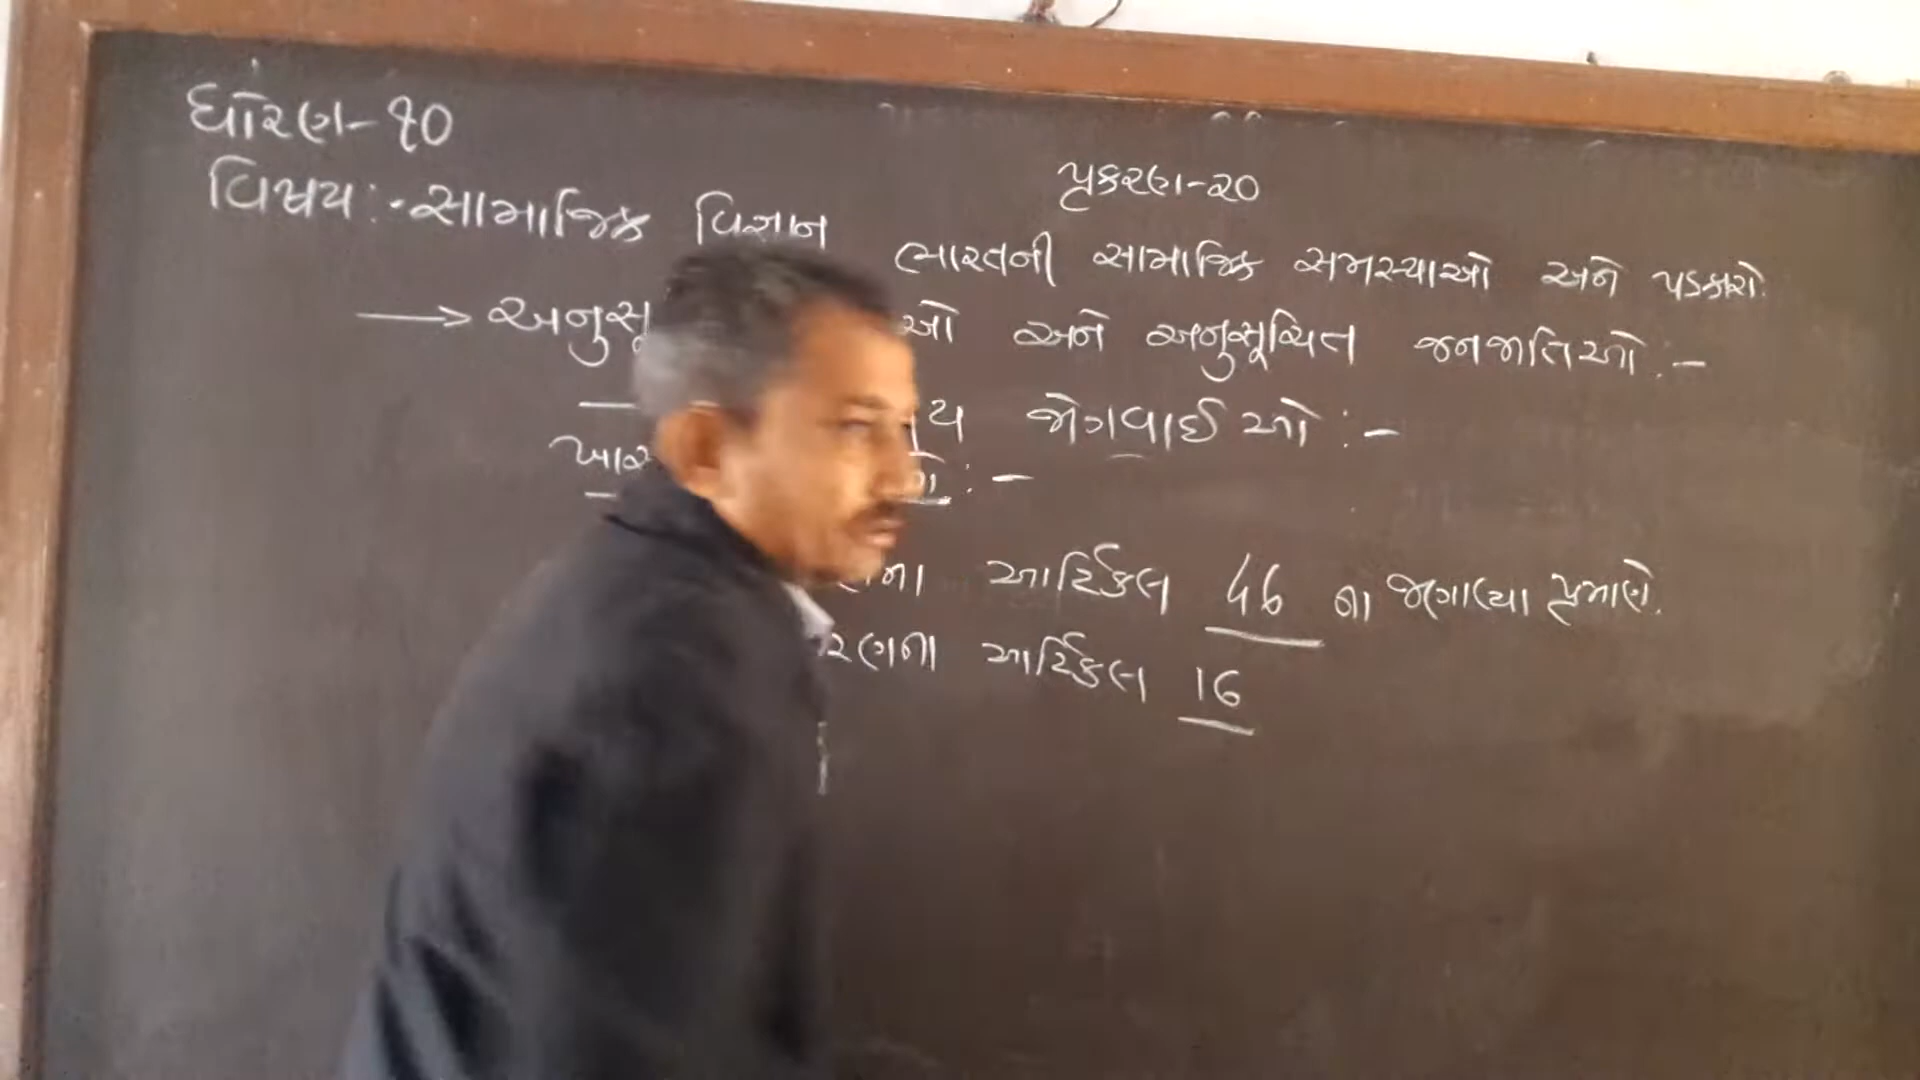 ધોરણ-૧૦
વિષય:- સામાજિક વિજ્ઞાન
પ્રકરણ-૨૦
ભારતની સામાજિક સમસ્યાઓ અને પડકારો.
→ અનુસૂ ઓ અને અનુસૂચિત જનજાતિઓ:-
ય જોગવાઈઓ:-
ખાસ :-
ના આર્ટિકલ 46 ના જણાવ્યા પ્રમાણે.
રણના આર્ટિકલ 16